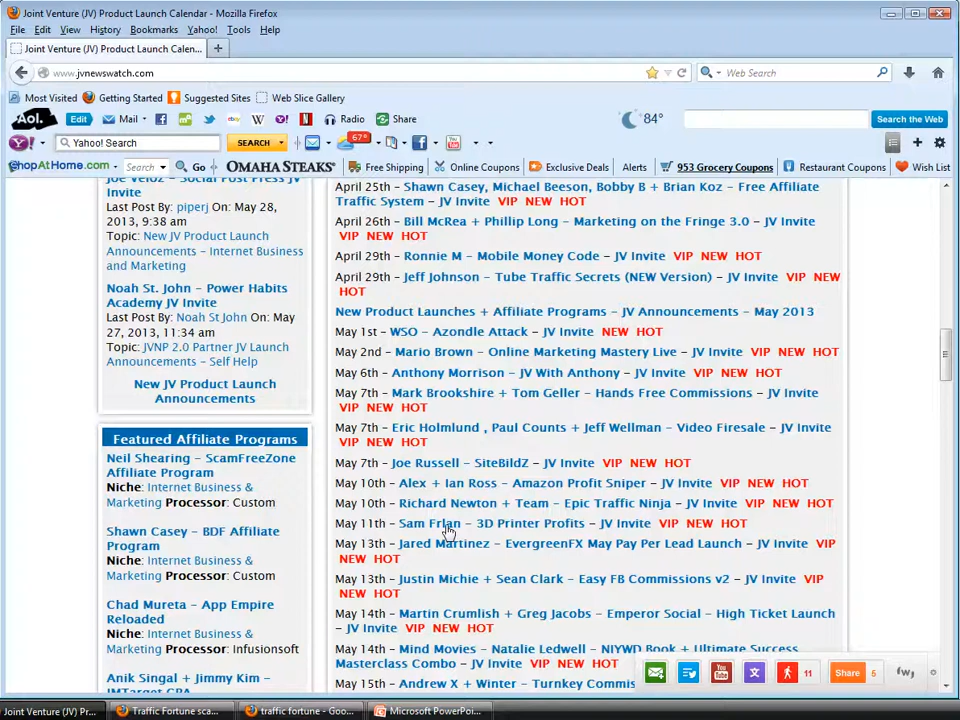 Joint Venture (JV) Product Launch Calendar - Mozilla Firefox
File Edit View History Bookmarks Yahoo! Tools Help
Joint Venture (JV) Product Launch Calen... +
www.jvnewswatch.com Web Search
Most Visited Getting Started Suggested Sites Web Slice Gallery
Aol. Edit Mail Radio Share 84° Search the Web
Y! Yahoo! Search SEARCH 67°
ShopAtHome.com Search Go OMAHA STEAKS Free Shipping Online Coupons Exclusive Deals Alerts 953 Grocery Coupons Restaurant Coupons Wish List
Joe Veloz – Social Post Press JV
Invite
Last Post By: piperj On: May 28,
2013, 9:38 am
Topic: New JV Product Launch
Announcements – Internet Business
and Marketing
Noah St. John – Power Habits
Academy JV Invite
Last Post By: Noah St John On: May
27, 2013, 11:34 am
Topic: JVNP 2.0 Partner JV Launch
Announcements – Self Help
New JV Product Launch
Announcements
Featured Affiliate Programs
Neil Shearing – ScamFreeZone
Affiliate Program
Niche: Internet Business &
Marketing Processor: Custom
Shawn Casey – BDF Affiliate
Program
Niche: Internet Business &
Marketing Processor: Custom
Chad Mureta – App Empire
Reloaded
Niche: Internet Business &
Marketing Processor: Infusionsoft
Anik Singal + Jimmy Kim –
IMTarget CPA
April 25th – Shawn Casey, Michael Beeson, Bobby B + Brian Koz – Free Affiliate
Traffic System – JV Invite VIP NEW HOT
April 26th – Bill McRea + Phillip Long – Marketing on the Fringe 3.0 – JV Invite
VIP NEW HOT
April 29th – Ronnie M – Mobile Money Code – JV Invite VIP NEW HOT
April 29th – Jeff Johnson – Tube Traffic Secrets (NEW Version) – JV Invite VIP NEW
HOT
New Product Launches + Affiliate Programs – JV Announcements – May 2013
May 1st – WSO – Azondle Attack – JV Invite NEW HOT
May 2nd – Mario Brown – Online Marketing Mastery Live – JV Invite VIP NEW HOT
May 6th – Anthony Morrison – JV With Anthony – JV Invite VIP NEW HOT
May 7th – Mark Brookshire + Tom Geller – Hands Free Commissions – JV Invite
VIP NEW HOT
May 7th – Eric Holmlund , Paul Counts + Jeff Wellman – Video Firesale – JV Invite
VIP NEW HOT
May 7th – Joe Russell – SiteBildZ – JV Invite VIP NEW HOT
May 10th – Alex + Ian Ross – Amazon Profit Sniper – JV Invite VIP NEW HOT
May 10th – Richard Newton + Team – Epic Traffic Ninja – JV Invite VIP NEW HOT
May 11th – Sam Frlan – 3D Printer Profits – JV Invite VIP NEW HOT
May 13th – Jared Martinez – EvergreenFX May Pay Per Lead Launch – JV Invite VIP
NEW HOT
May 13th – Justin Michie + Sean Clark – Easy FB Commissions v2 – JV Invite VIP
NEW HOT
May 14th – Martin Crumlish + Greg Jacobs – Emperor Social – High Ticket Launch
– JV Invite VIP NEW HOT
May 14th – Mind Movies – Natalie Ledwell – NIYWD Book + Ultimate Success
Masterclass Combo – JV Invite VIP NEW HOT
May 15th – Andrew X + Winter – Turnkey Commis
You Tube 11 Share 5 fwy
Joint Venture (JV) Pr... Traffic Fortune sca... traffic fortune - Goo... Microsoft PowerPoi...